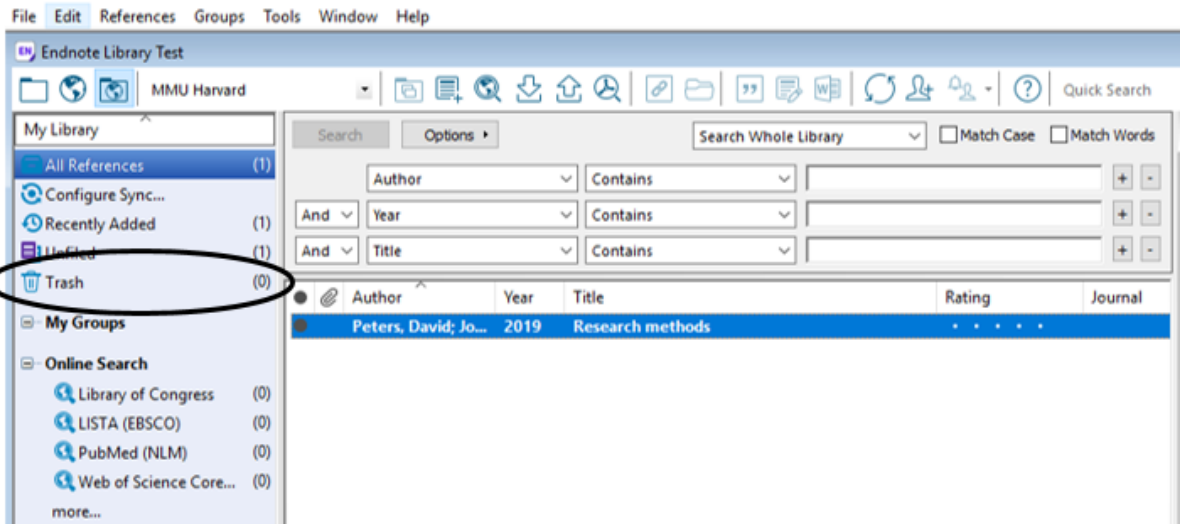 File Edit References Groups Tools Window Help
EN Endnote Library Test
MMU Harvard Quick Search
My Library
All References (1)
Configure Sync...
Recently Added (1)
Unfiled (1)
Trash (0)
My Groups
Online Search
Library of Congress (0)
LISTA (EBSCO) (0)
PubMed (NLM) (0)
Web of Science Core... (0)
more...
Search Options Search Whole Library Match Case Match Words
Author Contains + -
And Year Contains + -
And Title Contains + -
Author Year Title Rating Journal
Peters, David; Jo... 2019 Research methods